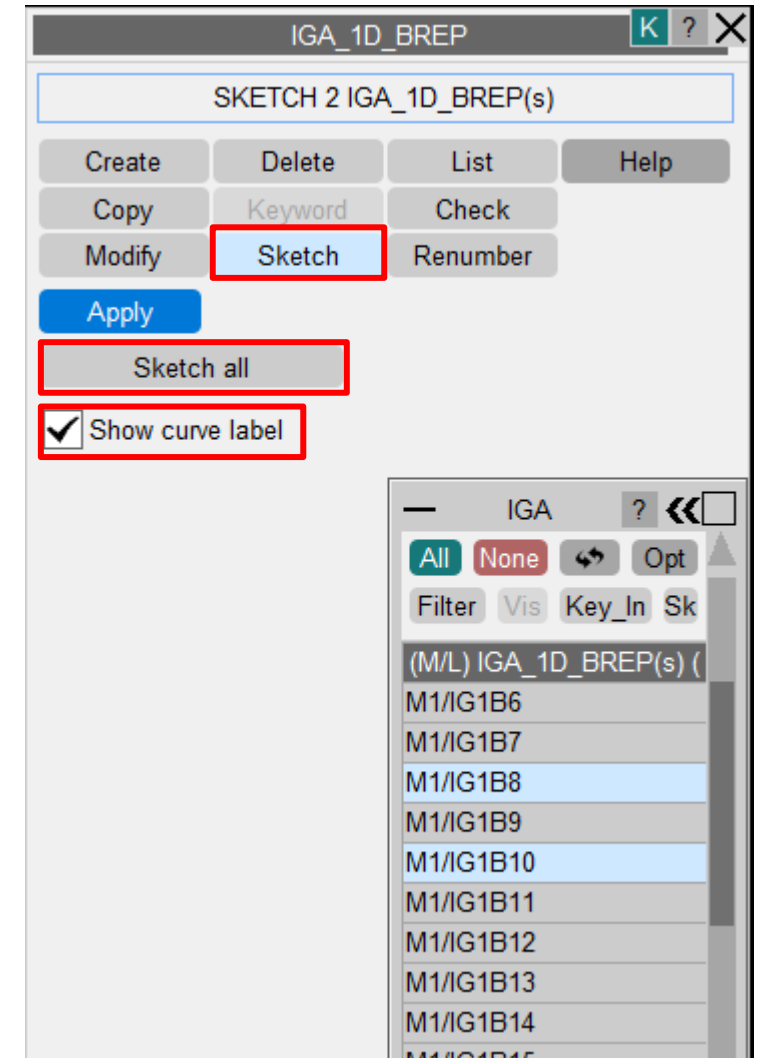 IGA_1D_BREP K ?
SKETCH 2 IGA_1D_BREP(s)
Create Delete List Help
Copy Keyword Check
Modify Sketch Renumber
Apply
Sketch all
Show curve label
IGA ?
All None Opt
Filter Vis Key_In Sk
(M/L) IGA_1D_BREP(s) (
M1/IG1B6
M1/IG1B7
M1/IG1B8
M1/IG1B9
M1/IG1B10
M1/IG1B11
M1/IG1B12
M1/IG1B13
M1/IG1B14
M1/IG1B15